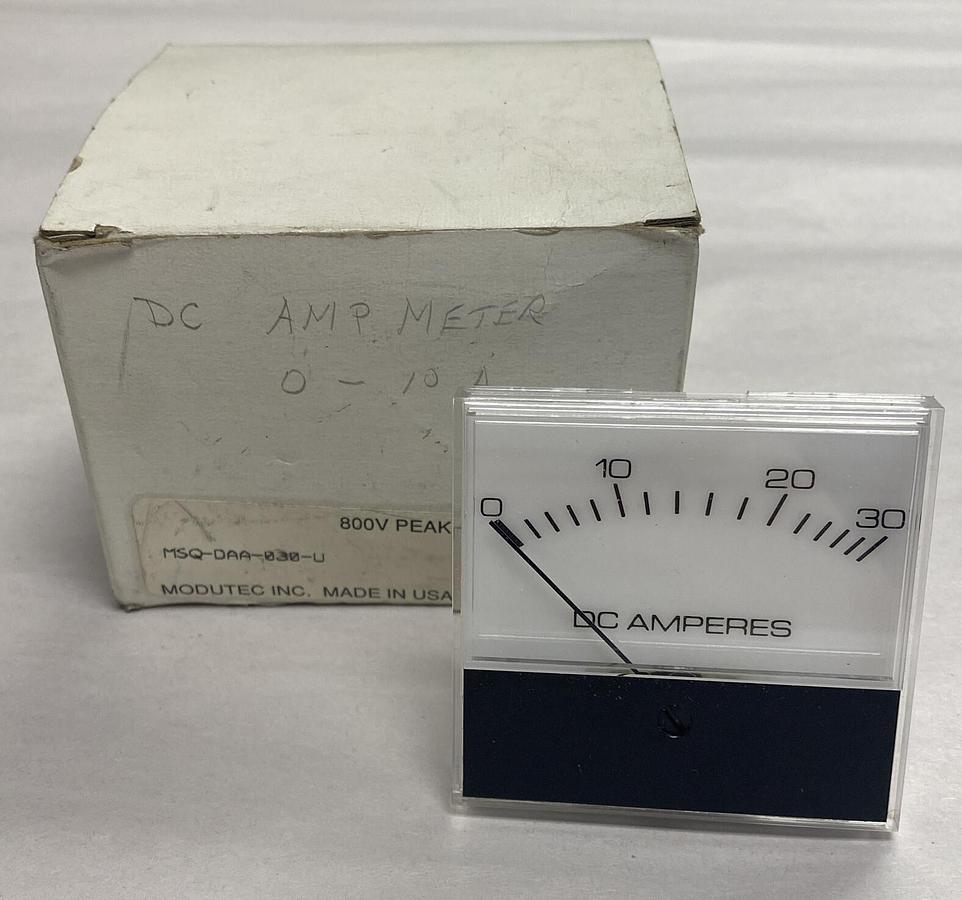 DC AMP METER
0 - 10 A
800V PEAK-
MSQ-DAA-030-U
MODUTEC INC. MADE IN USA
0 10 20 30
DC AMPERES